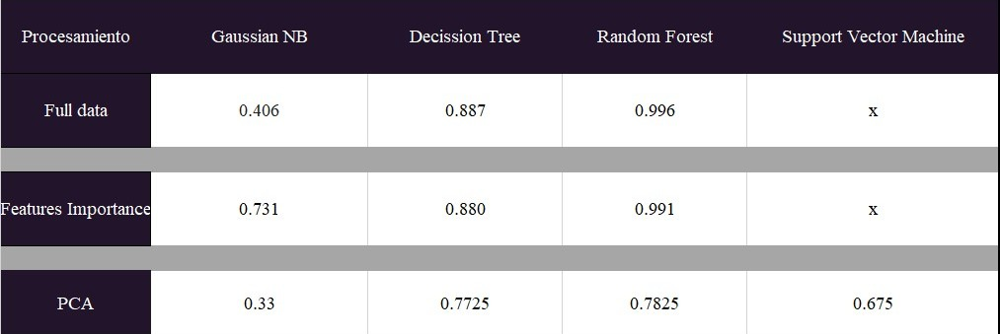 Procesamiento Gaussian NB Decission Tree Random Forest Support Vector Machine
Full data 0.406 0.887 0.996 x
Features Importance 0.731 0.880 0.991 x
PCA 0.33 0.7725 0.7825 0.675